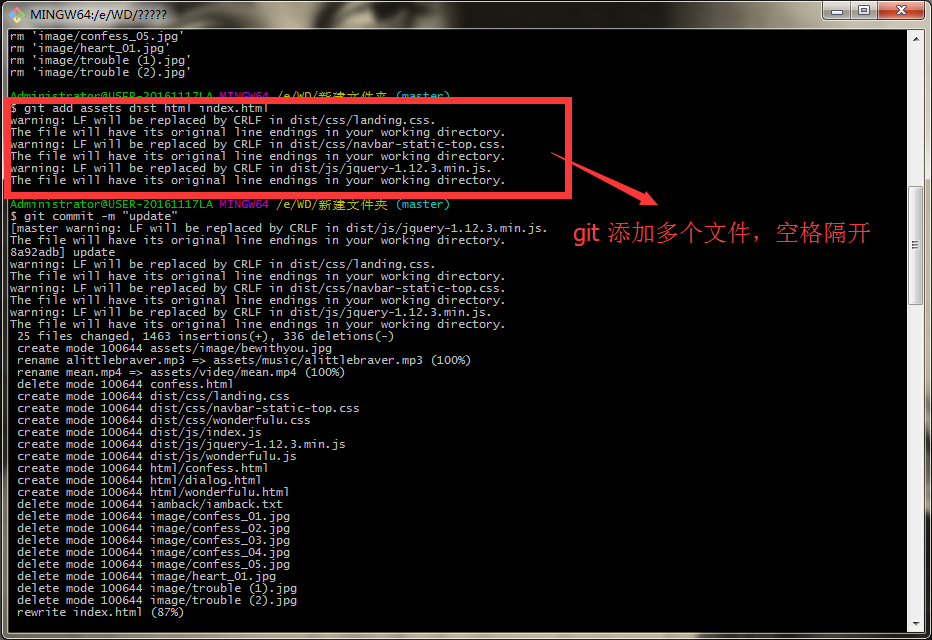 MINGW64:/e/WD/?????
rm 'image/confess_05.jpg'
rm 'image/heart_01.jpg'
rm 'image/trouble (1).jpg'
rm 'image/trouble (2).jpg'
Administrator@USER-20161117LA MINGW64 /e/WD/新建文件夹 (master)
$ git add assets dist html index.html
warning: LF will be replaced by CRLF in dist/css/landing.css.
The file will have its original line endings in your working directory.
warning: LF will be replaced by CRLF in dist/css/navbar-static-top.css.
The file will have its original line endings in your working directory.
warning: LF will be replaced by CRLF in dist/js/jquery-1.12.3.min.js.
The file will have its original line endings in your working directory.
git 添加多个文件，空格隔开
Administrator@USER-20161117LA MINGW64 /e/WD/新建文件夹 (master)
$ git commit -m "update"
[master warning: LF will be replaced by CRLF in dist/js/jquery-1.12.3.min.js.
The file will have its original line endings in your working directory.
8a92adb] update
warning: LF will be replaced by CRLF in dist/css/landing.css.
The file will have its original line endings in your working directory.
warning: LF will be replaced by CRLF in dist/css/navbar-static-top.css.
The file will have its original line endings in your working directory.
warning: LF will be replaced by CRLF in dist/js/jquery-1.12.3.min.js.
The file will have its original line endings in your working directory.
25 files changed, 1463 insertions(+), 336 deletions(-)
create mode 100644 assets/image/bewithyou.jpg
rename alittlebraver.mp3 => assets/music/alittlebraver.mp3 (100%)
rename mean.mp4 => assets/video/mean.mp4 (100%)
delete mode 100644 confess.html
create mode 100644 dist/css/landing.css
create mode 100644 dist/css/navbar-static-top.css
create mode 100644 dist/css/wonderfulu.css
create mode 100644 dist/js/index.js
create mode 100644 dist/js/jquery-1.12.3.min.js
create mode 100644 dist/js/wonderfulu.js
create mode 100644 html/confess.html
create mode 100644 html/dialog.html
create mode 100644 html/wonderfulu.html
delete mode 100644 iamback/iamback.txt
delete mode 100644 image/confess_01.jpg
delete mode 100644 image/confess_02.jpg
delete mode 100644 image/confess_03.jpg
delete mode 100644 image/confess_04.jpg
delete mode 100644 image/confess_05.jpg
delete mode 100644 image/heart_01.jpg
delete mode 100644 image/trouble (1).jpg
delete mode 100644 image/trouble (2).jpg
rewrite index.html (87%)